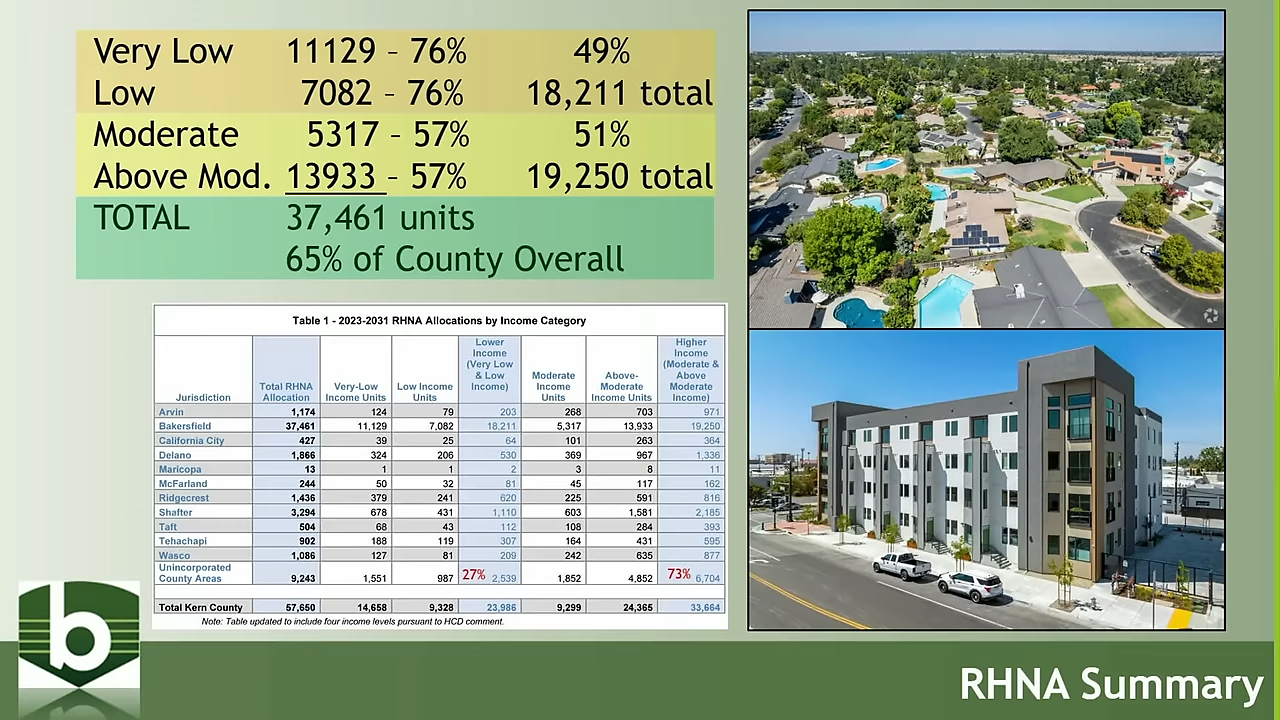 Very Low 11129 – 76% 49%
Low 7082 – 76% 18,211 total
Moderate 5317 – 57% 51%
Above Mod. 13933 – 57% 19,250 total
TOTAL 37,461 units
65% of County Overall
Table 1 - 2023-2031 RHNA Allocations by Income Category
Jurisdiction Total RHNA Allocation Very-Low Income Units Low Income Units Lower Income (Very Low & Low Income) Moderate Income Units Above-Moderate Income Units Higher Income (Moderate & Above Moderate Income)
Arvin 1,174 124 79 203 268 703 971
Bakersfield 37,461 11,129 7,082 18,211 5,317 13,933 19,250
California City 427 39 25 64 101 263 364
Delano 1,866 324 206 530 369 967 1,336
Maricopa 13 1 1 2 3 8 11
McFarland 244 50 32 81 45 117 162
Ridgecrest 1,436 379 241 620 225 591 816
Shafter 3,294 678 431 1,110 603 1,581 2,185
Taft 504 68 43 112 108 284 393
Tehachapi 902 188 119 307 164 431 595
Wasco 1,086 127 81 209 242 635 877
Unincorporated County Areas 9,243 1,551 987 27% 2,539 1,852 4,852 73% 6,704
Total Kern County 57,650 14,658 9,328 23,986 9,299 24,365 33,664
Note: Table updated to include four income levels pursuant to HCD comment.
b
RHNA Summary